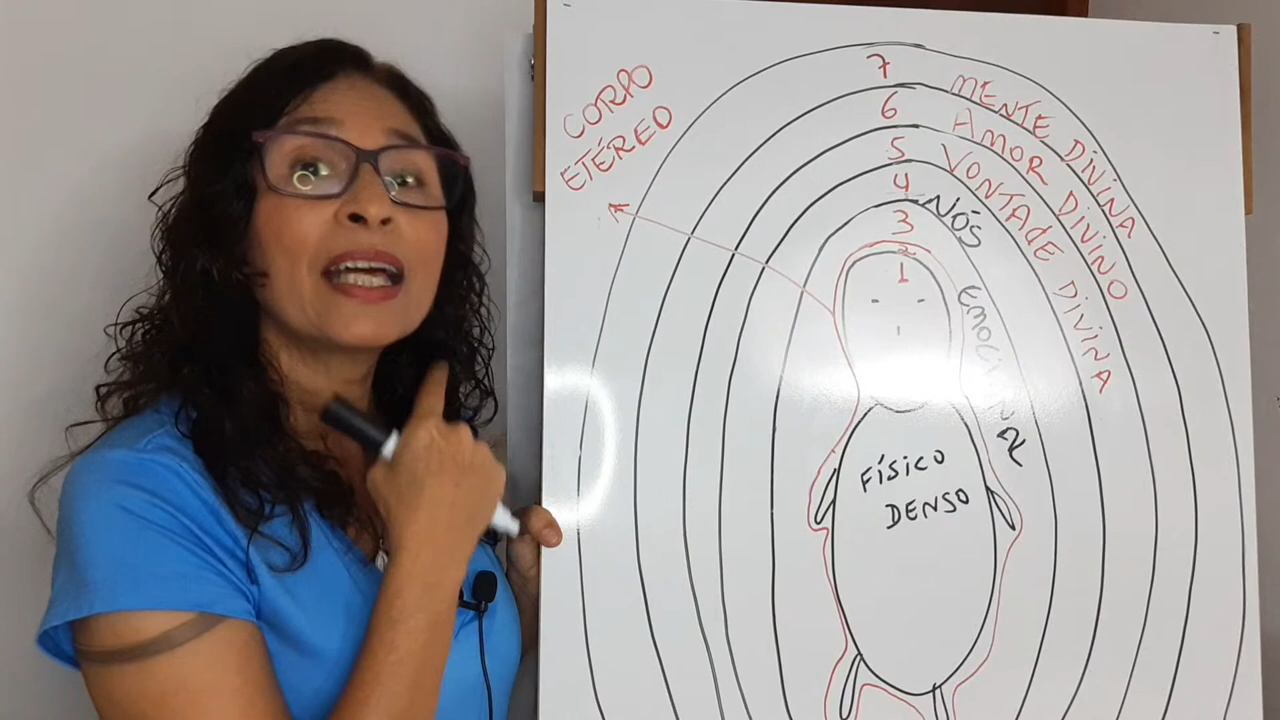 CORPO
ETÉREO
7
MENTE DIVINA
6
AMOR DIVINO
5
VONTADE DIVINA
4
NÓS
3
2
1
FÍSICO
DENSO